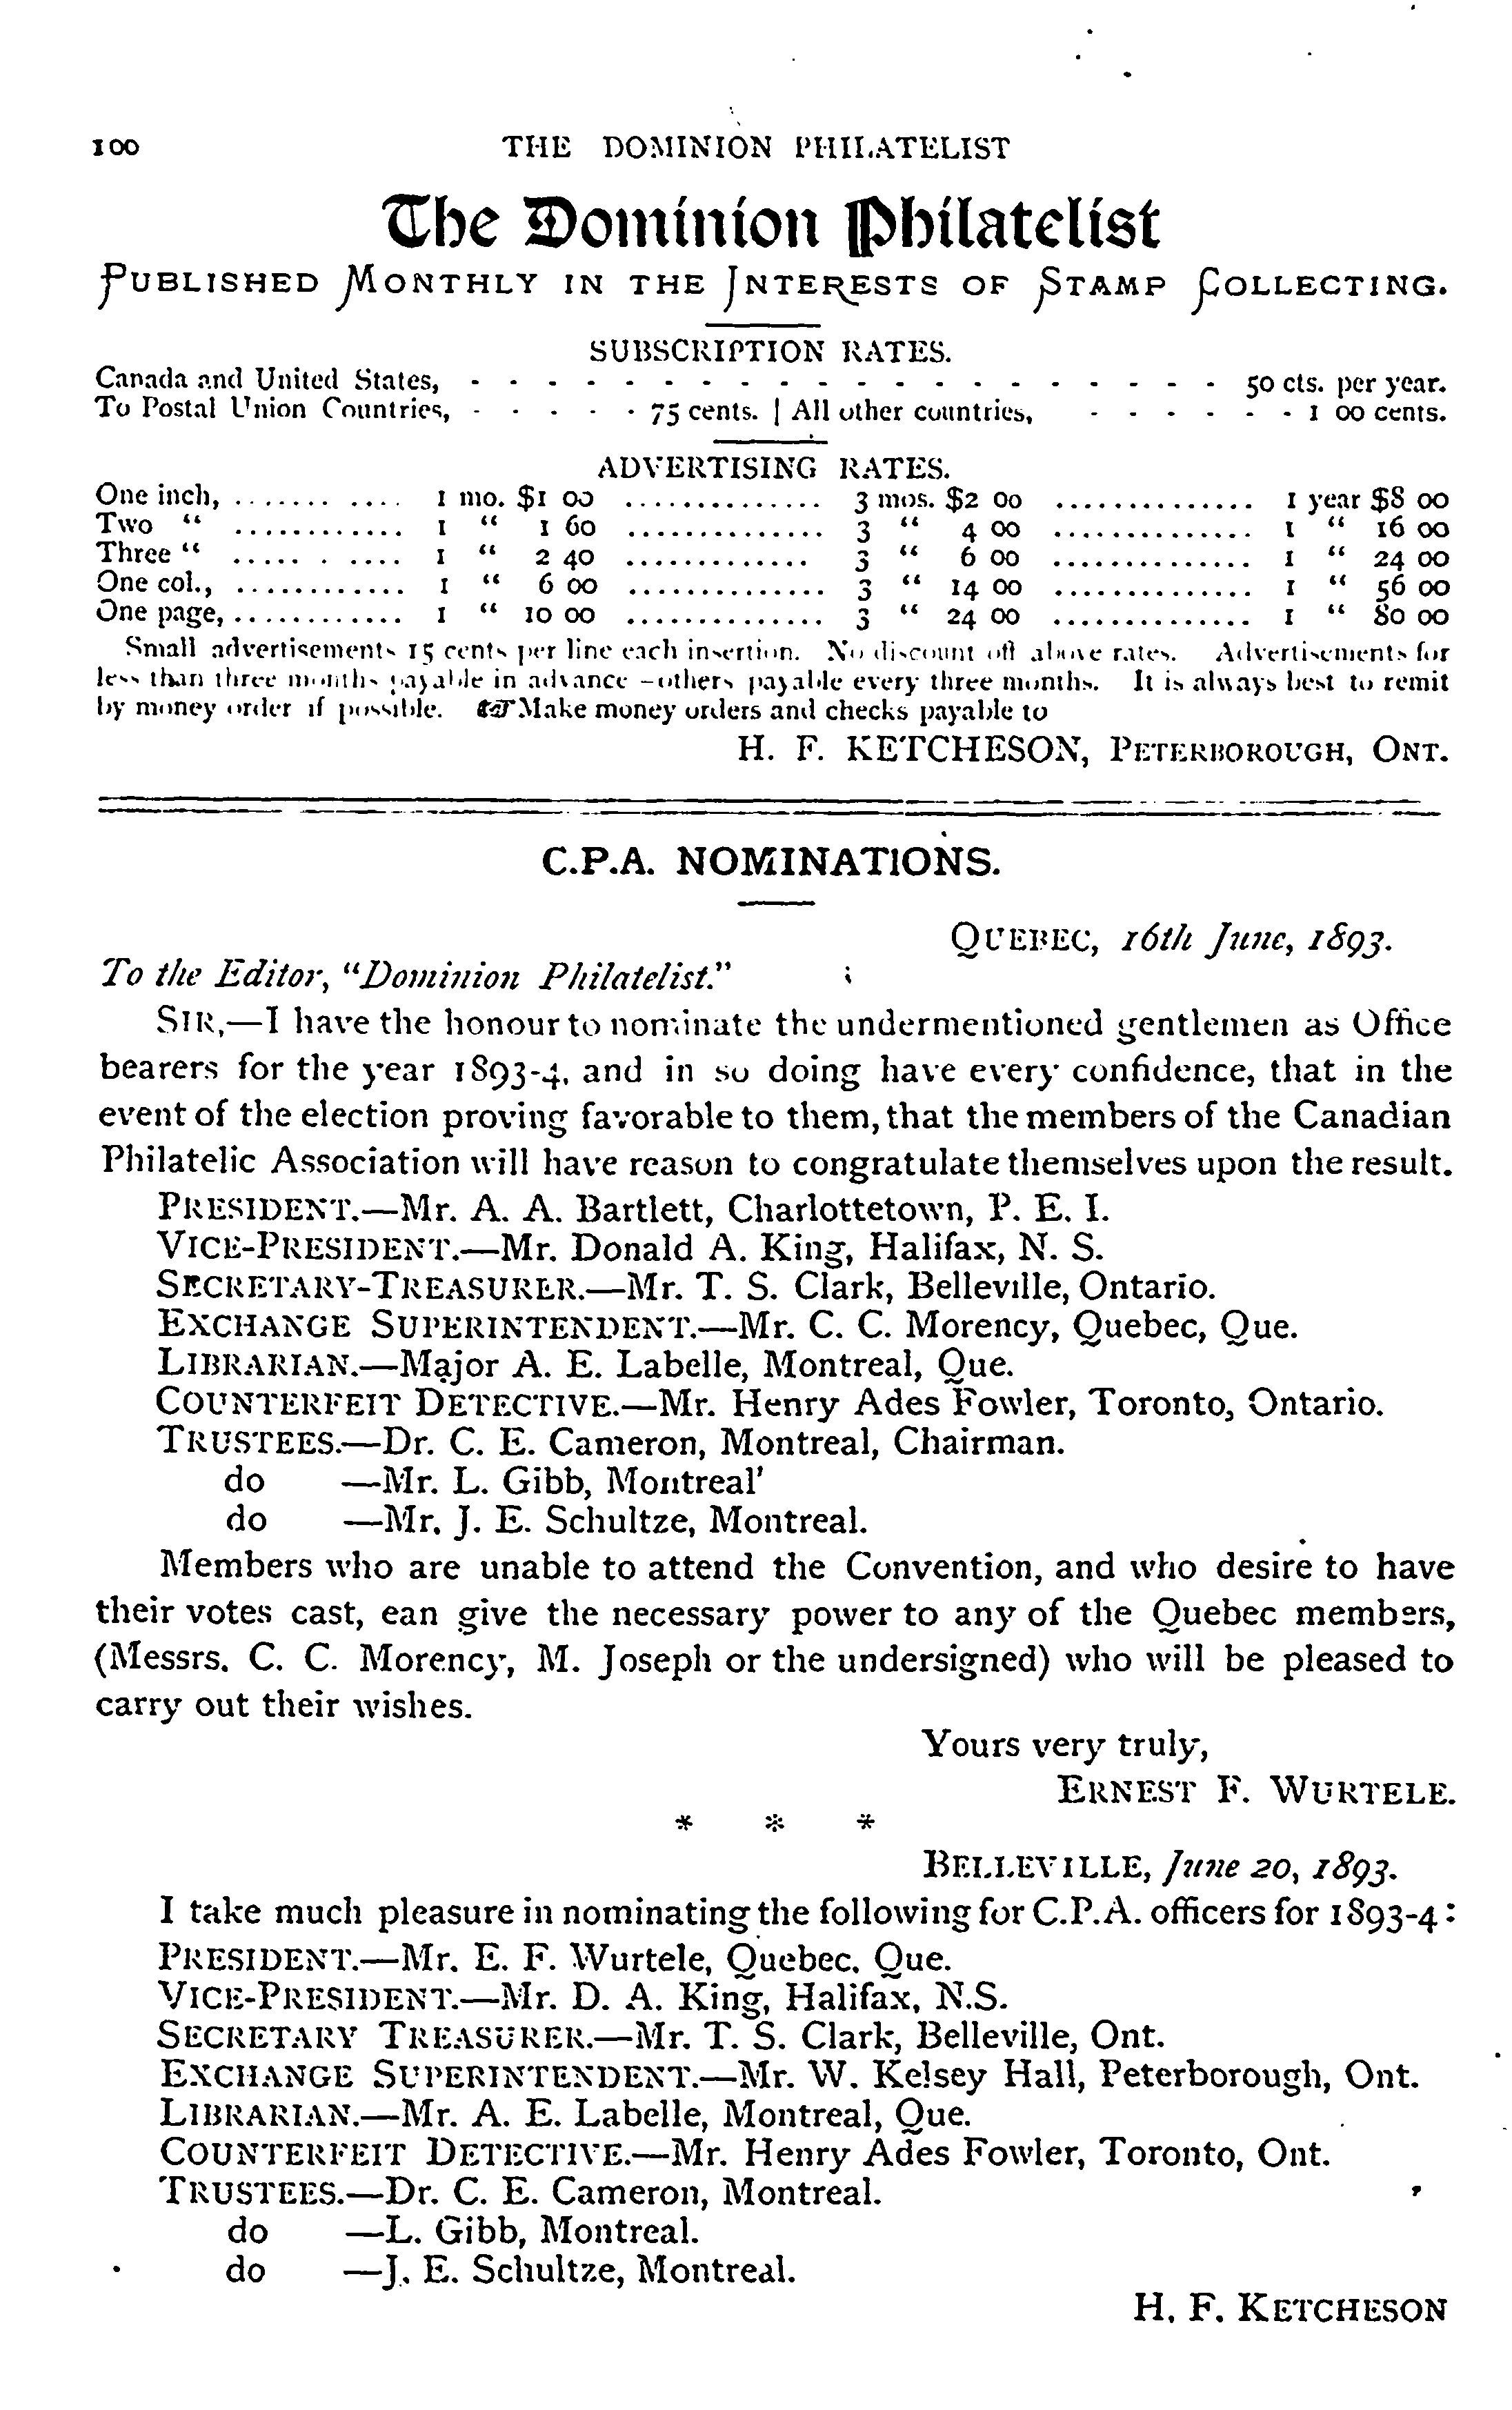 100 THE DOMINION PHILATELIST
The Dominion Philatelist
PUBLISHED MONTHLY IN THE INTERESTS OF STAMP COLLECTING.
SUBSCRIPTION RATES.
Canada and United States, - - - - - - - - - - - - - - - - - - - - 50 cts. per year.
To Postal Union Countries, - - - - - 75 cents. | All other countries, - - - - - - 1 00 cents.
ADVERTISING RATES.
One inch, ............ 1 mo. $1 00 .............. 3 mos. $2 00 .............. 1 year $8 00
Two " ............ 1 " 1 60 .............. 3 " 4 00 .............. 1 " 16 00
Three " ............ 1 " 2 40 ............. 3 " 6 00 .............. 1 " 24 00
One col., ............ 1 " 6 00 .............. 3 " 14 00 .............. 1 " 56 00
One page, ............ 1 " 10 00 .............. 3 " 24 00 .............. 1 " 80 00
Small advertisements 15 cents per line each insertion. No discount off above rates. Advertisements for
less than three months payable in advance—others payable every three months. It is always best to remit
by money order if possible. ☞Make money orders and checks payable to
H. F. KETCHESON, PETERBOROUGH, ONT.
C.P.A. NOMINATIONS.
QUEBEC, 16th June, 1893.
To the Editor, "Dominion Philatelist."
SIR,—I have the honour to nominate the undermentioned gentlemen as Office
bearers for the year 1893-4, and in so doing have every confidence, that in the
event of the election proving favorable to them, that the members of the Canadian
Philatelic Association will have reason to congratulate themselves upon the result.
PRESIDENT.—Mr. A. A. Bartlett, Charlottetown, P. E. I.
VICE-PRESIDENT.—Mr. Donald A. King, Halifax, N. S.
SECRETARY-TREASURER.—Mr. T. S. Clark, Belleville, Ontario.
EXCHANGE SUPERINTENDENT.—Mr. C. C. Morency, Quebec, Que.
LIBRARIAN.—Major A. E. Labelle, Montreal, Que.
COUNTERFEIT DETECTIVE.—Mr. Henry Ades Fowler, Toronto, Ontario.
TRUSTEES.—Dr. C. E. Cameron, Montreal, Chairman.
do —Mr. L. Gibb, Montreal'
do —Mr. J. E. Schultze, Montreal.
Members who are unable to attend the Convention, and who desire to have
their votes cast, ean give the necessary power to any of the Quebec members,
(Messrs. C. C. Morency, M. Joseph or the undersigned) who will be pleased to
carry out their wishes.
Yours very truly,
ERNEST F. WURTELE.
* * *
BELLEVILLE, June 20, 1893.
I take much pleasure in nominating the following for C.P.A. officers for 1893-4:
PRESIDENT.—Mr. E. F. Wurtele, Quebec. Que.
VICE-PRESIDENT.—Mr. D. A. King, Halifax, N.S.
SECRETARY TREASURER.—Mr. T. S. Clark, Belleville, Ont.
EXCHANGE SUPERINTENDENT.—Mr. W. Kelsey Hall, Peterborough, Ont.
LIBRARIAN.—Mr. A. E. Labelle, Montreal, Que.
COUNTERFEIT DETECTIVE.—Mr. Henry Ades Fowler, Toronto, Ont.
TRUSTEES.—Dr. C. E. Cameron, Montreal.
do —L. Gibb, Montreal.
do —J. E. Schultze, Montreal.
H. F. KETCHESON